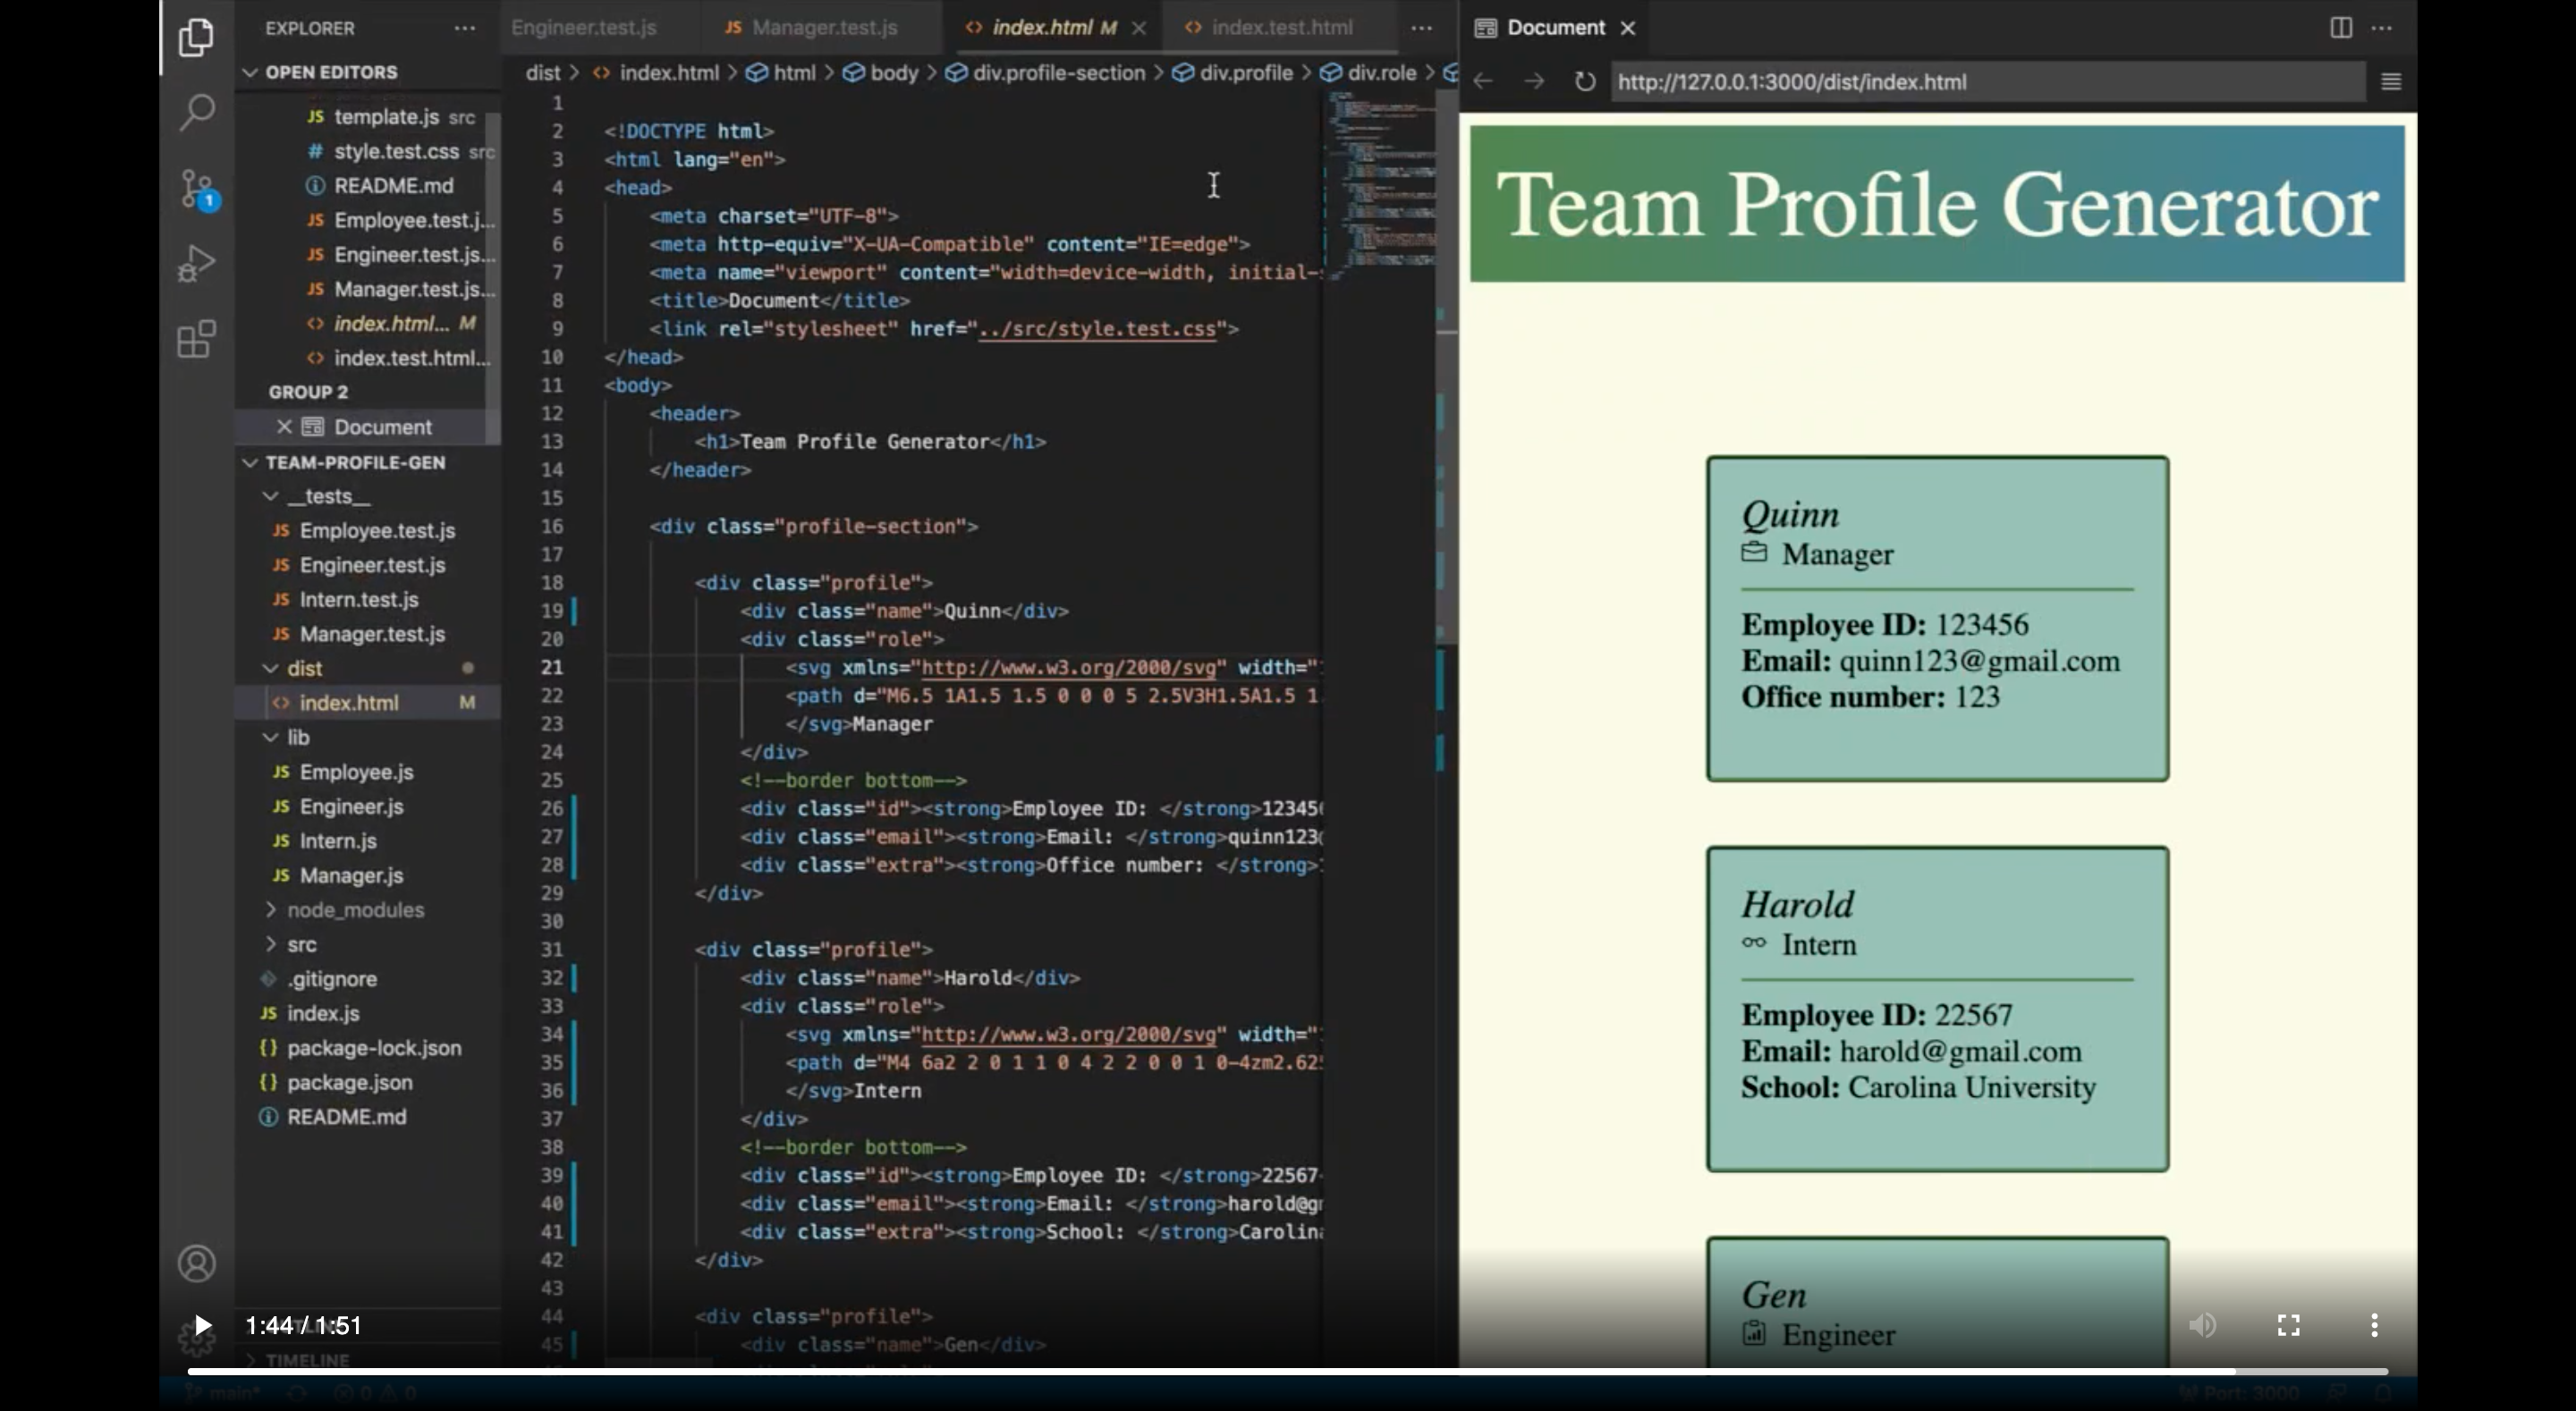 EXPLORER
OPEN EDITORS
template.js src
style.test.css src
README.md
Employee.test.j...
Engineer.test.js...
Manager.test.js...
index.html... M
index.test.html...
GROUP 2
Document
TEAM-PROFILE-GEN
__tests__
Employee.test.js
Engineer.test.js
Intern.test.js
Manager.test.js
dist
index.html M
lib
Employee.js
Engineer.js
Intern.js
Manager.js
node_modules
src
.gitignore
index.js
package-lock.json
package.json
README.md
TIMELINE
1
Engineer.test.js Manager.test.js index.html M index.test.html
dist > index.html > html > body > div.profile-section > div.profile > div.role >
1
2 <!DOCTYPE html>
3 <html lang="en">
4 <head>
5 <meta charset="UTF-8">
6 <meta http-equiv="X-UA-Compatible" content="IE=edge">
7 <meta name="viewport" content="width=device-width, initial-
8 <title>Document</title>
9 <link rel="stylesheet" href="../src/style.test.css">
10 </head>
11 <body>
12 <header>
13 <h1>Team Profile Generator</h1>
14 </header>
15
16 <div class="profile-section">
17
18 <div class="profile">
19 <div class="name">Quinn</div>
20 <div class="role">
21 <svg xmlns="http://www.w3.org/2000/svg" width="
22 <path d="M6.5 1A1.5 1.5 0 0 0 5 2.5V3H1.5A1.5 1
23 </svg>Manager
24 </div>
25 <!--border bottom-->
26 <div class="id"><strong>Employee ID: </strong>123456
27 <div class="email"><strong>Email: </strong>quinn123@
28 <div class="extra"><strong>Office number: </strong>
29 </div>
30
31 <div class="profile">
32 <div class="name">Harold</div>
33 <div class="role">
34 <svg xmlns="http://www.w3.org/2000/svg" width="
35 <path d="M4 6a2 2 0 1 1 0 4 2 2 0 0 1 0-4zm2.625
36 </svg>Intern
37 </div>
38 <!--border bottom-->
39 <div class="id"><strong>Employee ID: </strong>22567
40 <div class="email"><strong>Email: </strong>harold@g
41 <div class="extra"><strong>School: </strong>Carolin
42 </div>
43
44 <div class="profile">
45 <div class="name">Gen</div>
Document
http://127.0.0.1:3000/dist/index.html
Team Profile Generator
Quinn
Manager
Employee ID: 123456
Email: quinn123@gmail.com
Office number: 123
Harold
Intern
Employee ID: 22567
Email: harold@gmail.com
School: Carolina University
Gen
Engineer
1:44 / 1:51
main* 0 0
Port: 3000